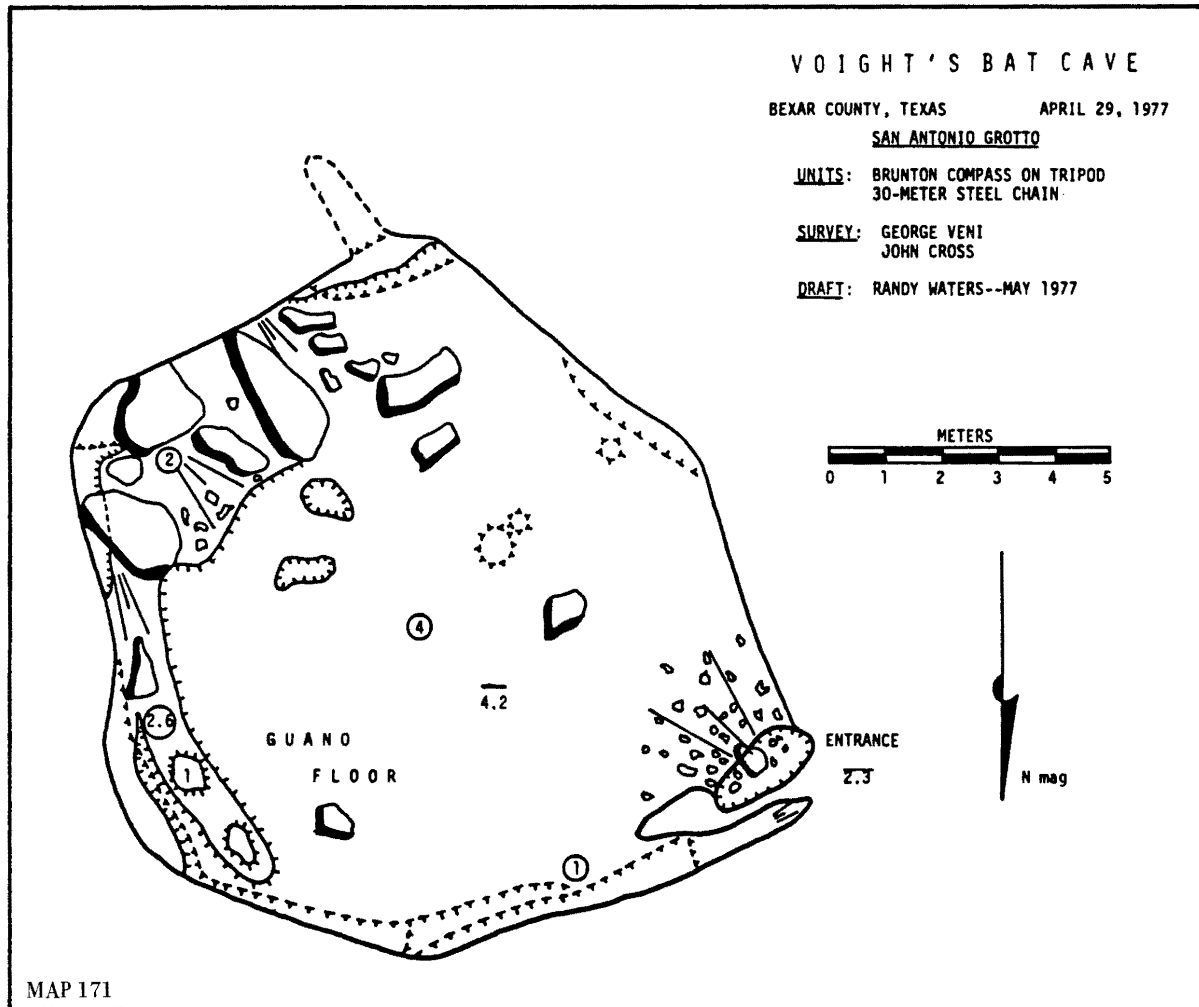 VOIGHT'S BAT CAVE
BEXAR COUNTY, TEXAS APRIL 29, 1977
SAN ANTONIO GROTTO
UNITS: BRUNTON COMPASS ON TRIPOD
30-METER STEEL CHAIN
SURVEY: GEORGE VENI
JOHN CROSS
DRAFT: RANDY WATERS--MAY 1977
METERS
0 1 2 3 4 5
2
4
4.2
2.6
GUANO
FLOOR
1
ENTRANCE
2.3
N mag
1
MAP 171